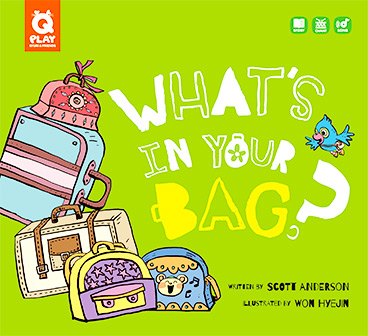 Q
PLAY
WHAT'S
IN YOUR
BAG?
WRITTEN BY SCOTT ANDERSON
ILLUSTRATED BY WON HYEJIN